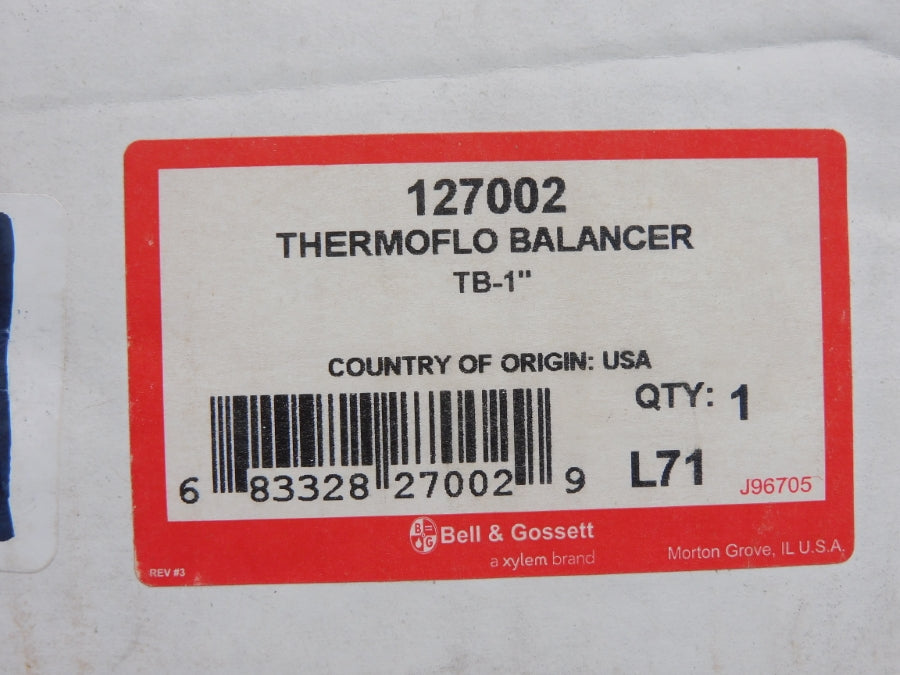 127002
THERMOFLO BALANCER
TB-1"
COUNTRY OF ORIGIN: USA
QTY: 1
6 83328 27002 9
L71
J96705
B & G Bell & Gossett
a xylem brand
Morton Grove, IL U.S.A.
REV #3